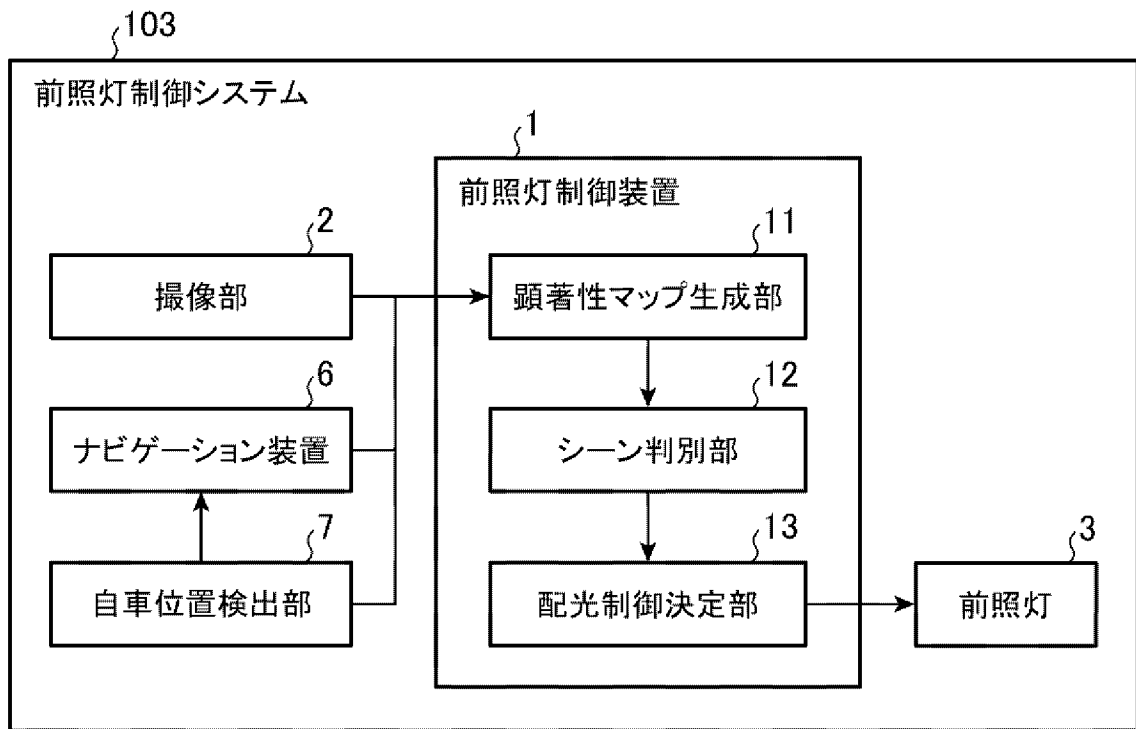 103
前照灯制御システム
1
前照灯制御装置
2
撮像部
11
顕著性マップ生成部
6
ナビゲーション装置
12
シーン判別部
7
自車位置検出部
13
配光制御決定部
3
前照灯